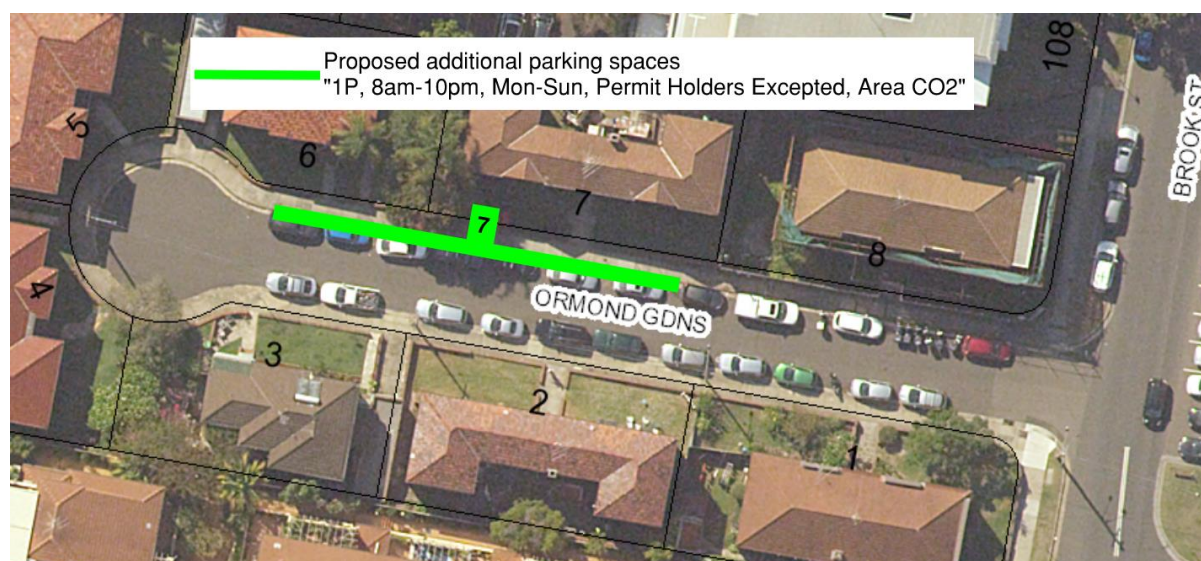 Proposed additional parking spaces
"1P, 8am-10pm, Mon-Sun, Permit Holders Excepted, Area CO2"
108
BROOK ST
5
6
7
7
8
4
ORMOND GDNS
3
2
1